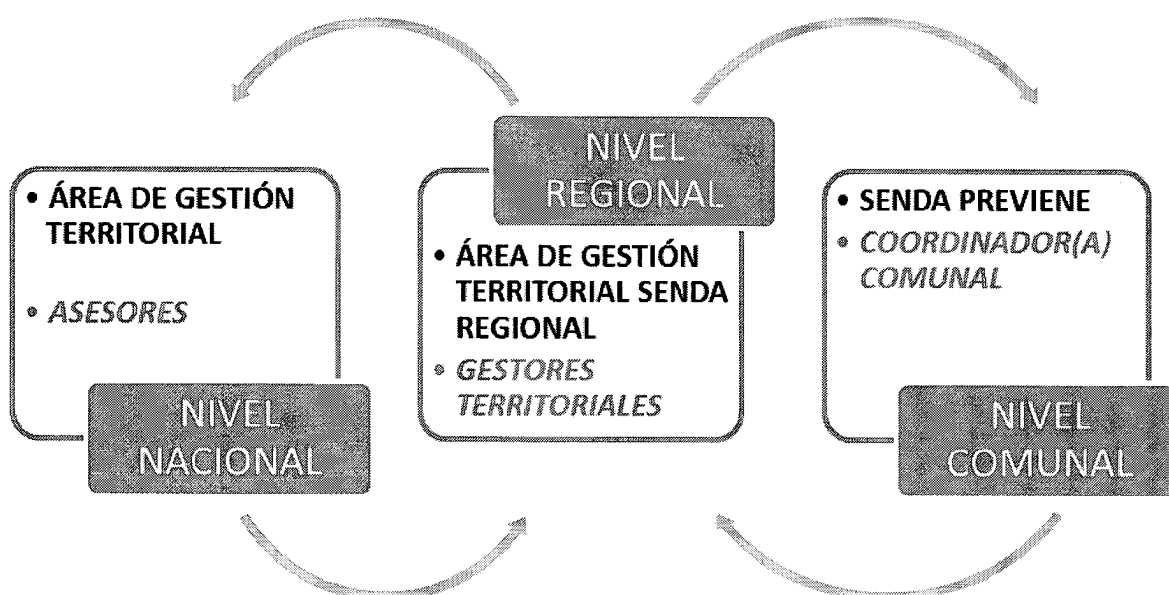 • ÁREA DE GESTIÓN
TERRITORIAL
• ASESORES
NIVEL
NACIONAL
NIVEL
REGIONAL
• ÁREA DE GESTIÓN
TERRITORIAL SENDA
REGIONAL
• GESTORES
TERRITORIALES
• SENDA PREVIENE
• COORDINADOR(A)
COMUNAL
NIVEL
COMUNAL